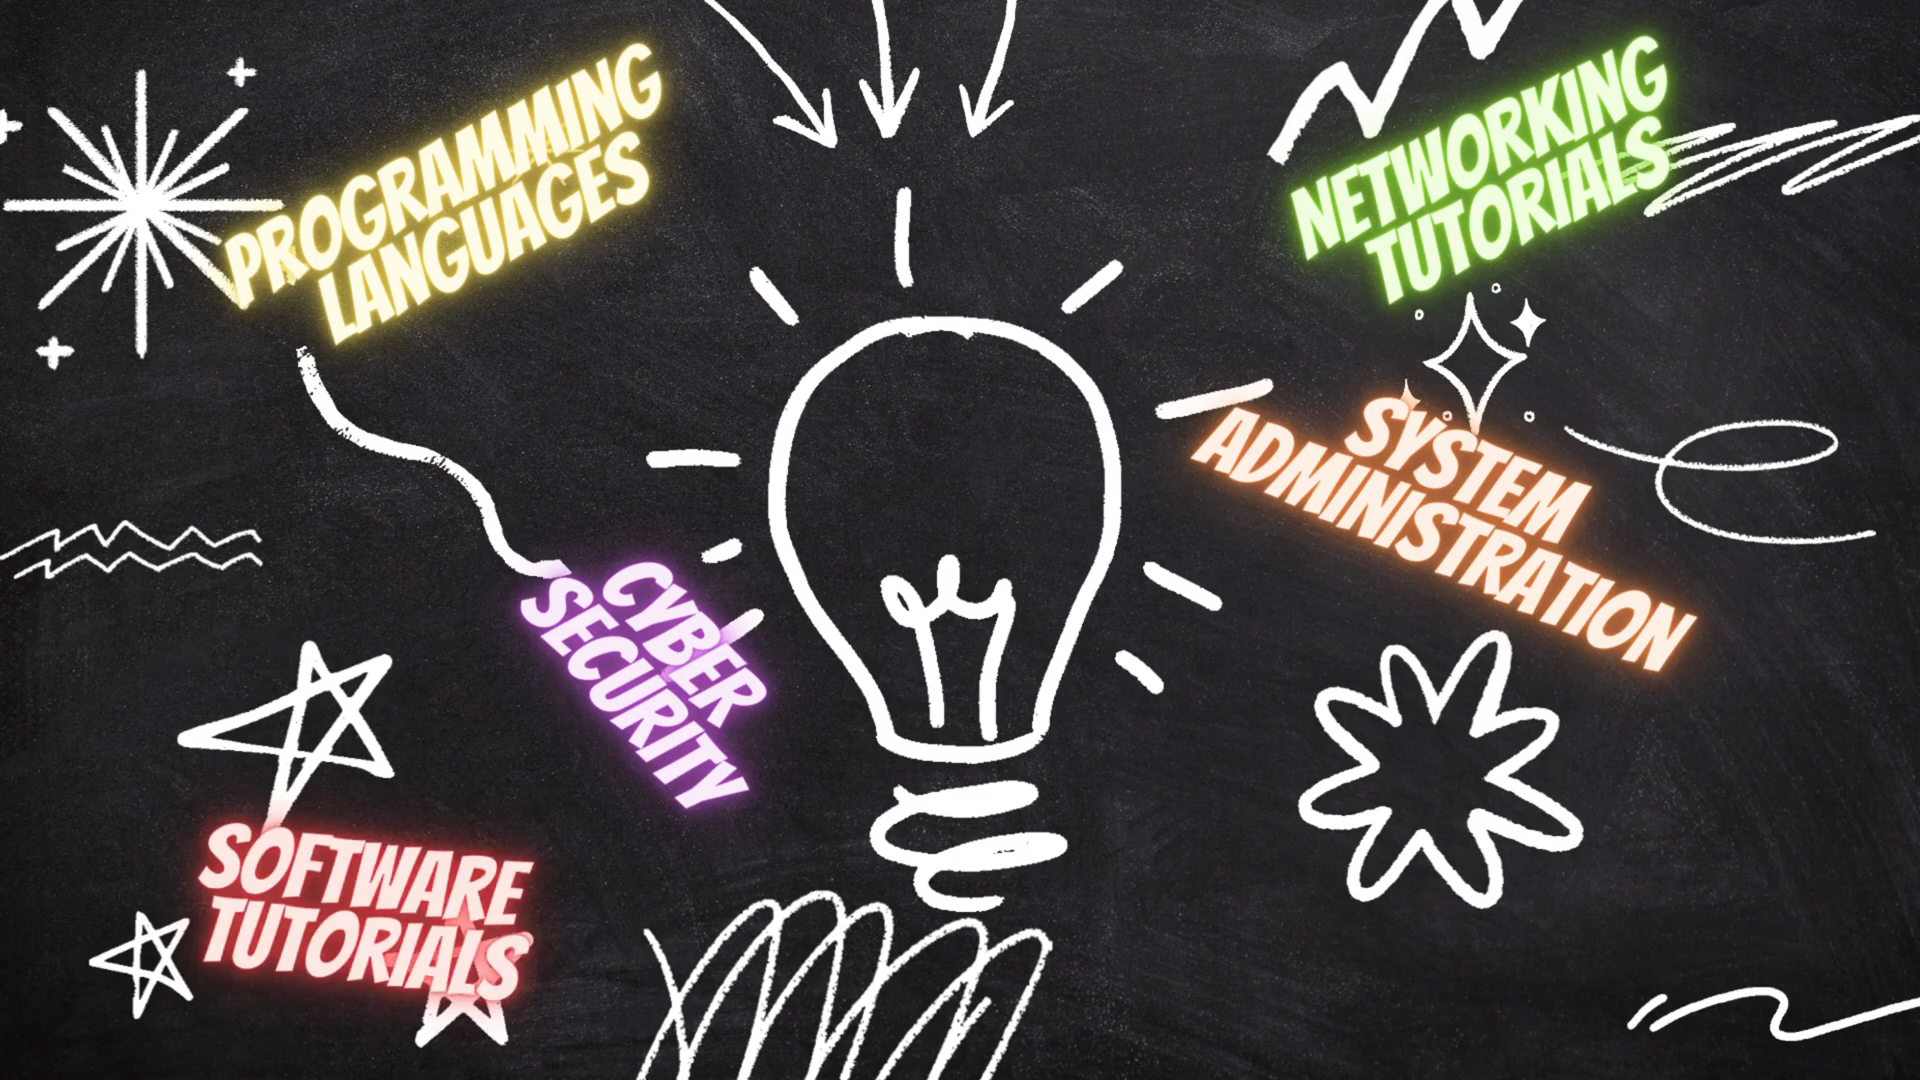 PROGRAMMING
LANGUAGES
NETWORKING
TUTORIALS
SYSTEM
ADMINISTRATION
CYBER
SECURITY
SOFTWARE
TUTORIALS